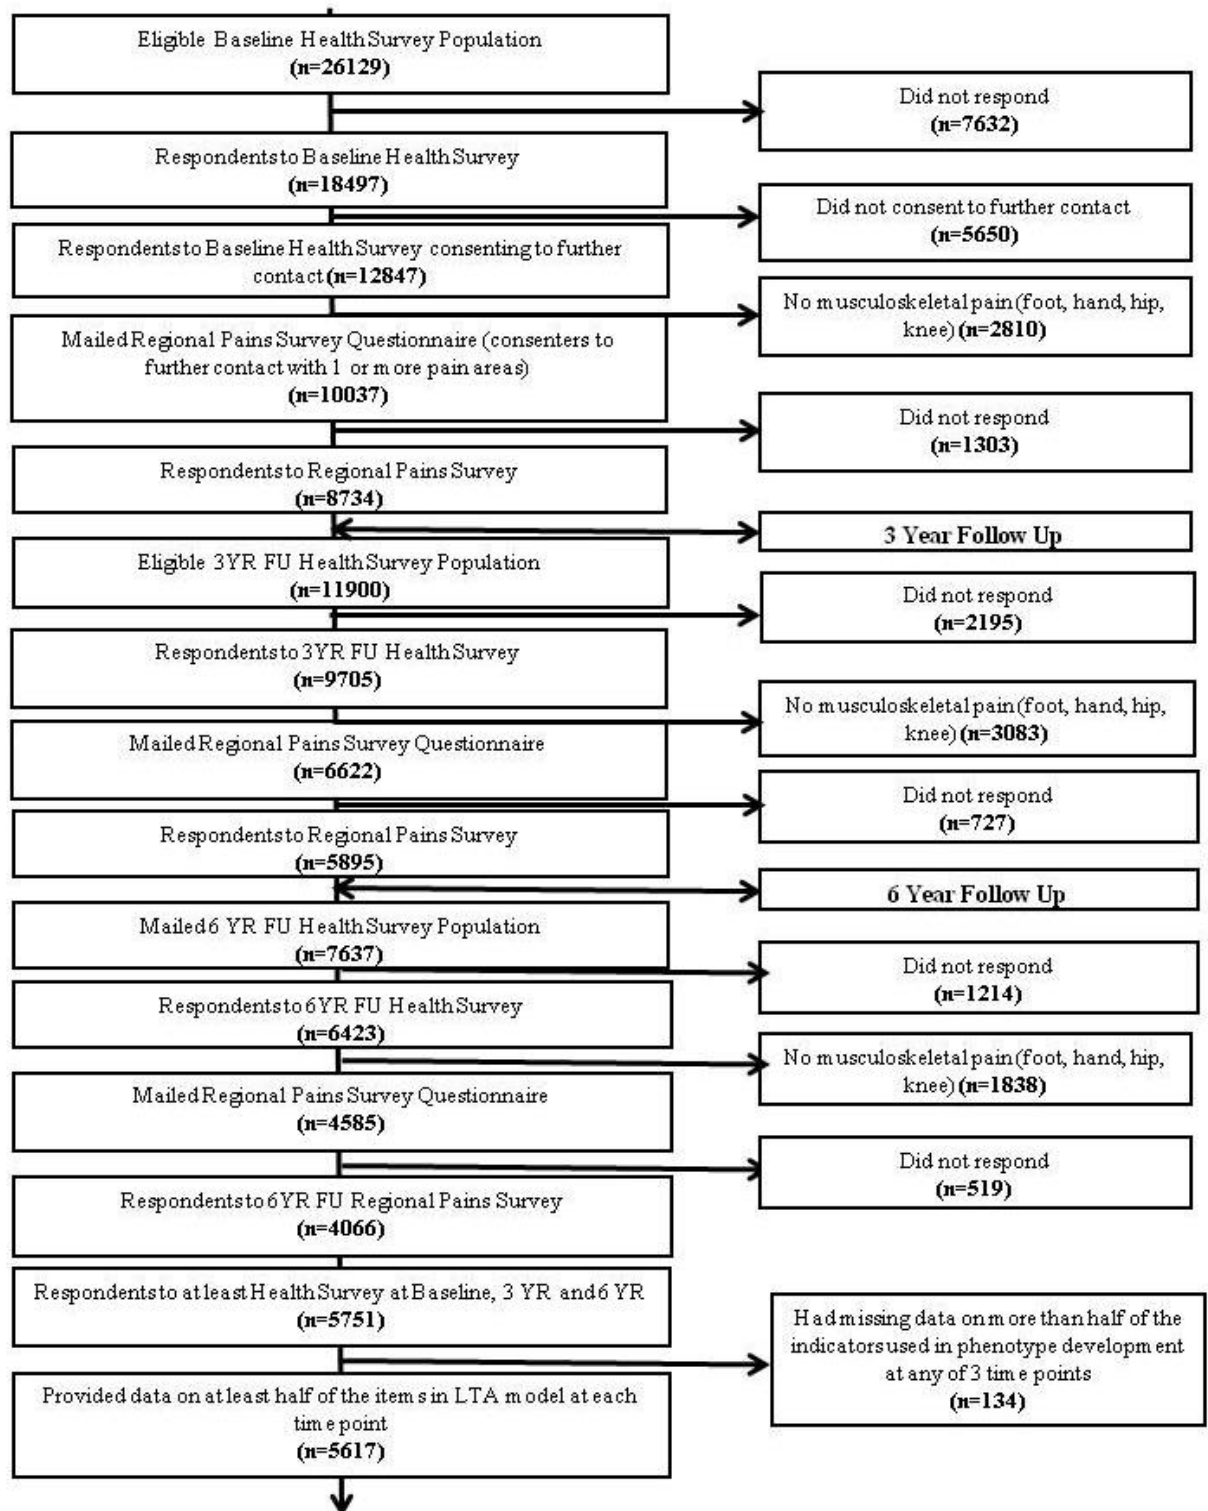 Eligible Baseline Health Survey Population
(n=26129)
Did not respond
(n=7632)
Respondents to Baseline Health Survey
(n=18497)
Did not consent to further contact
(n=5650)
Respondents to Baseline Health Survey consenting to further
contact (n=12847)
No musculoskeletal pain (foot, hand, hip,
knee) (n=2810)
Mailed Regional Pains Survey Questionnaire (consenters to
further contact with 1 or more pain areas)
(n=10037)
Did not respond
(n=1303)
Respondents to Regional Pains Survey
(n=8734)
3 Year Follow Up
Eligible 3YR FU Health Survey Population
(n=11900)
Did not respond
(n=2195)
Respondents to 3YR FU Health Survey
(n=9705)
No musculoskeletal pain (foot, hand, hip,
knee) (n=3083)
Mailed Regional Pains Survey Questionnaire
(n=6622)
Did not respond
(n=727)
Respondents to Regional Pains Survey
(n=5895)
6 Year Follow Up
Mailed 6 YR FU Health Survey Population
(n=7637)
Did not respond
(n=1214)
Respondents to 6YR FU Health Survey
(n=6423)
No musculoskeletal pain (foot, hand, hip,
knee) (n=1838)
Mailed Regional Pains Survey Questionnaire
(n=4585)
Did not respond
(n=519)
Respondents to 6YR FU Regional Pains Survey
(n=4066)
Respondents to at least Health Survey at Baseline, 3 YR and 6 YR
(n=5751)
Had missing data on more than half of the
indicators used in phenotype development
at any of 3 time points
(n=134)
Provided data on at least half of the items in LTA model at each
time point
(n=5617)